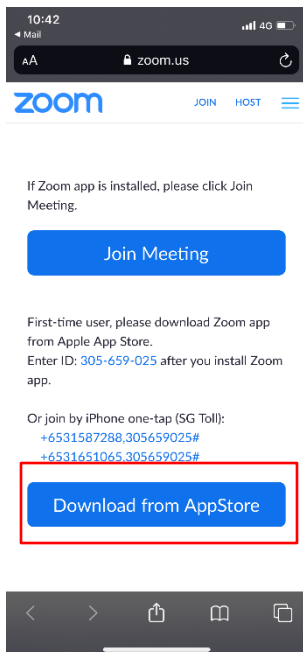 10:42
4G
◄ Mail
AA zoom.us
zoom JOIN HOST
If Zoom app is installed, please click Join
Meeting.
Join Meeting
First-time user, please download Zoom app
from Apple App Store.
Enter ID: 305-659-025 after you install Zoom
app.
Or join by iPhone one-tap (SG Toll):
+6531587288,305659025#
+6531651065,305659025#
Download from AppStore